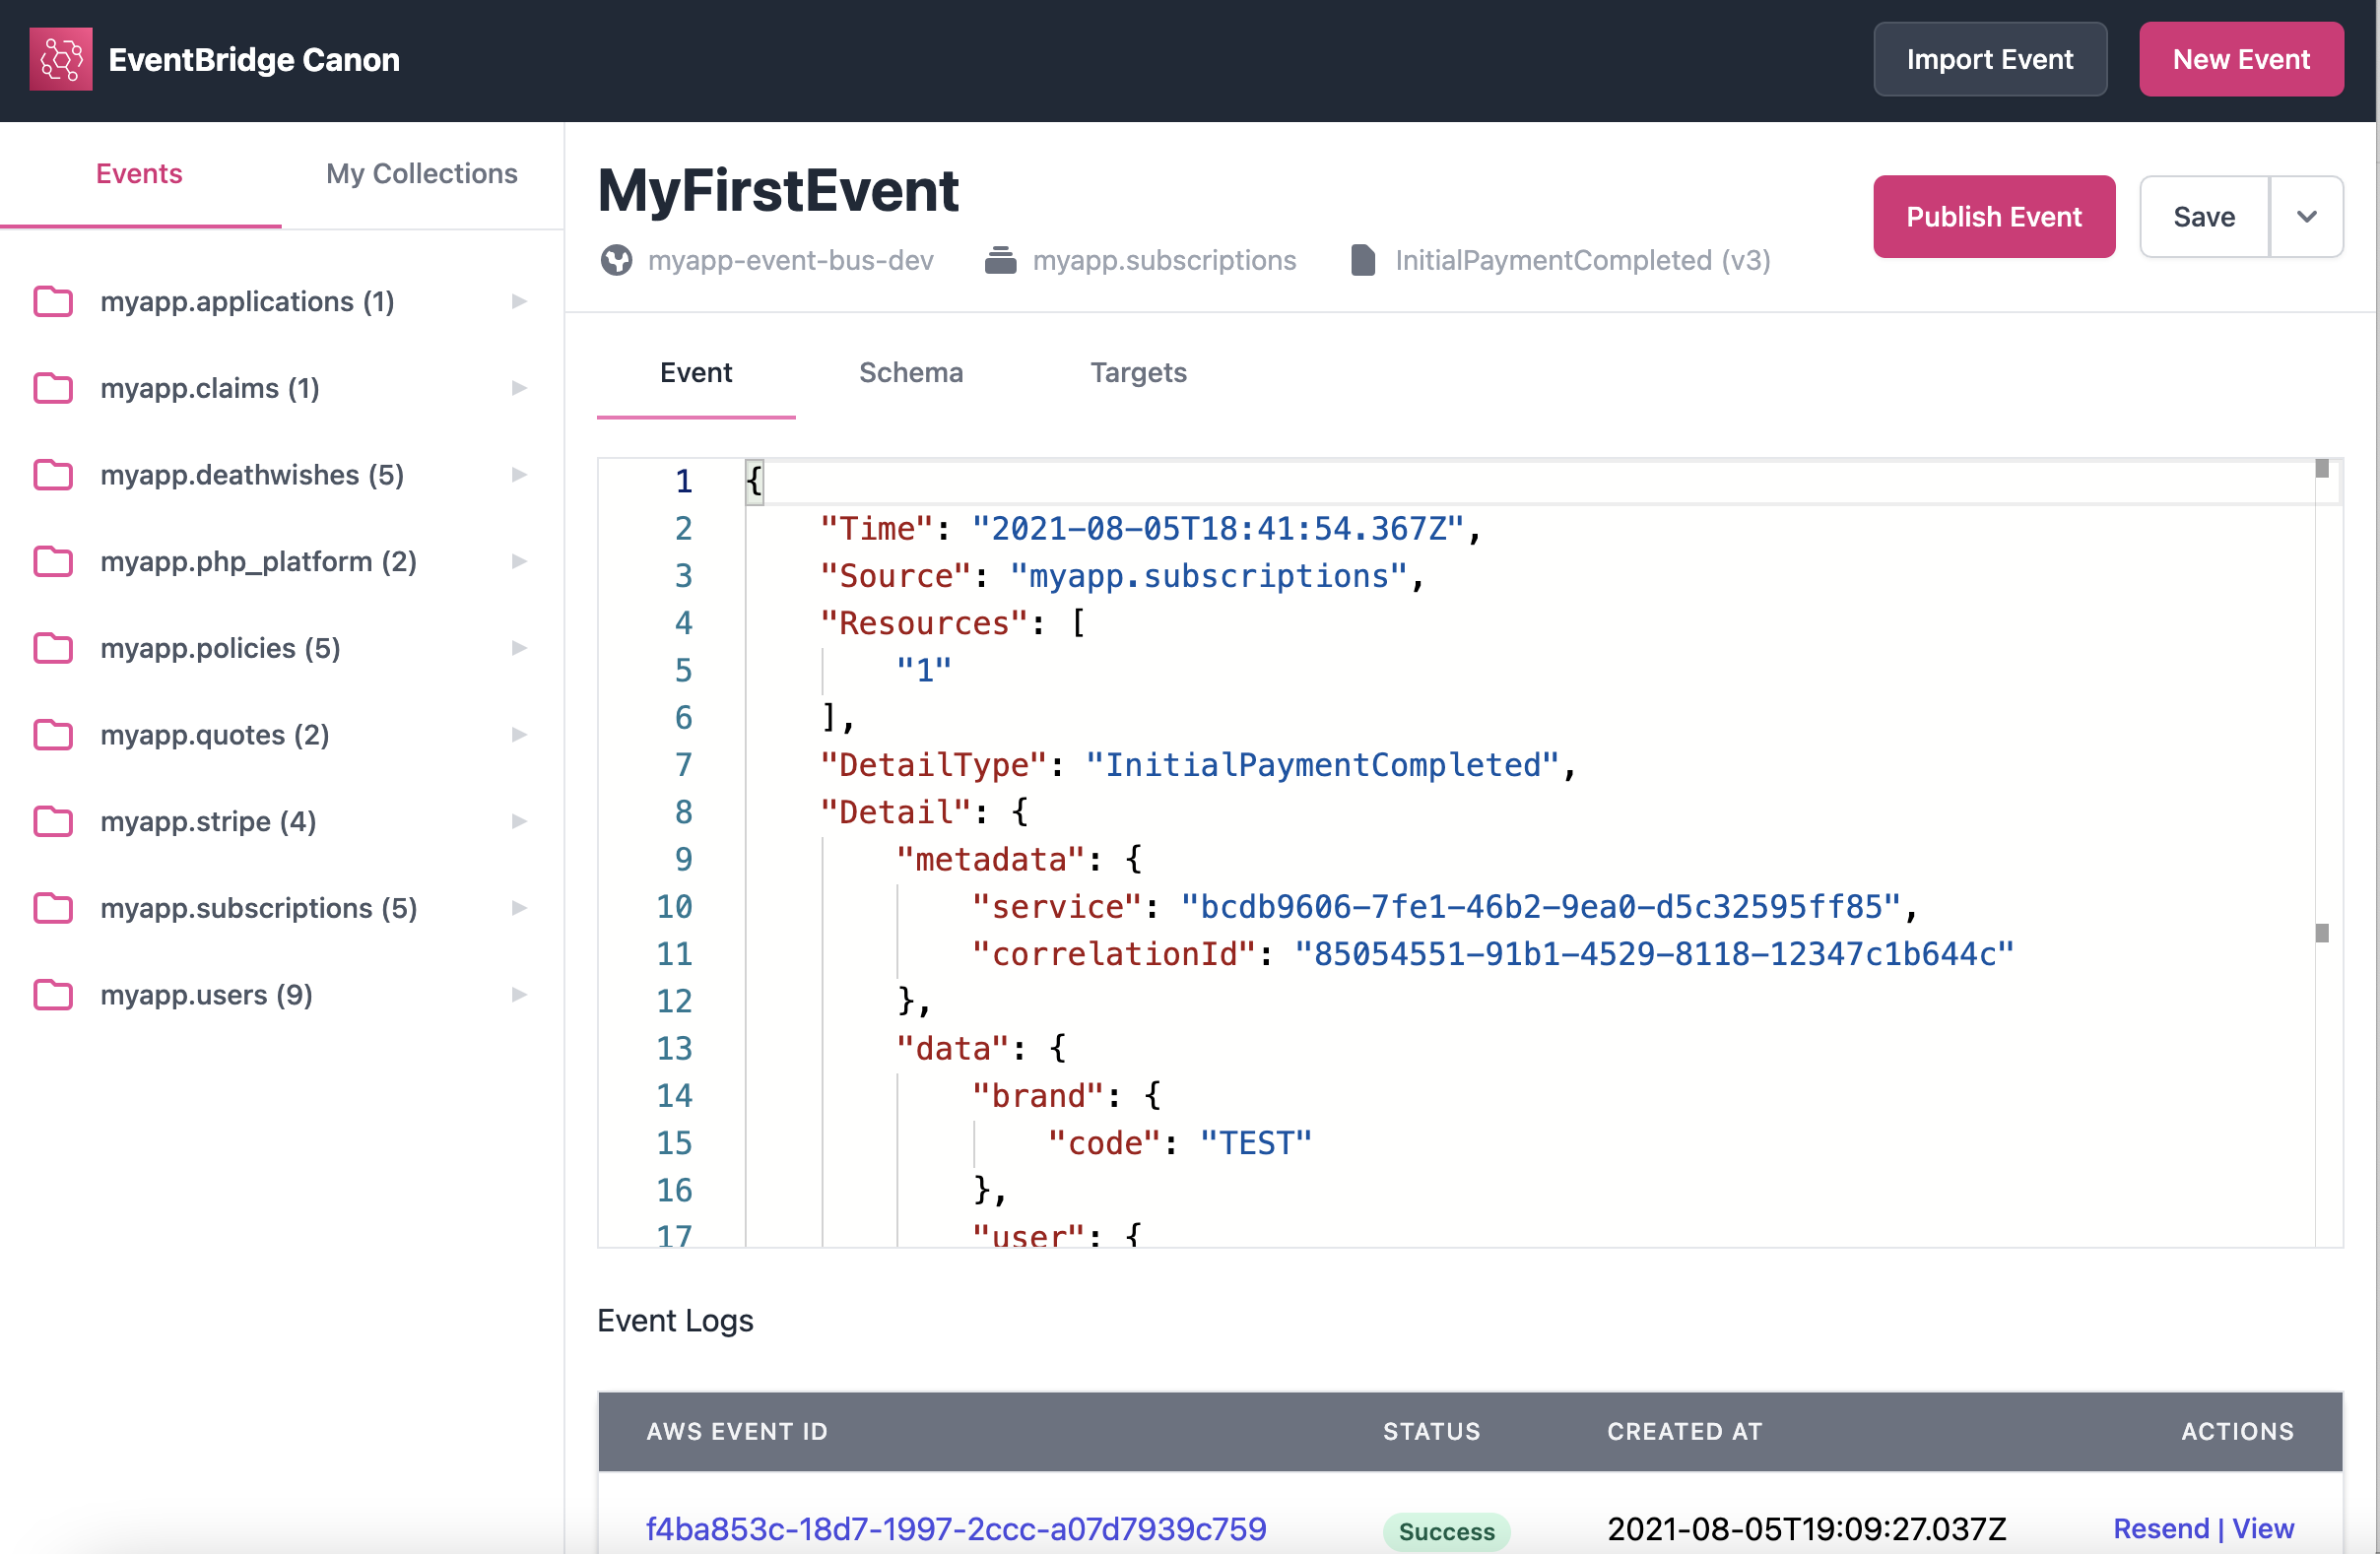 EventBridge Canon
Import Event
New Event
Events
My Collections
myapp.applications (1)
myapp.claims (1)
myapp.deathwishes (5)
myapp.php_platform (2)
myapp.policies (5)
myapp.quotes (2)
myapp.stripe (4)
myapp.subscriptions (5)
myapp.users (9)
MyFirstEvent
myapp-event-bus-dev
myapp.subscriptions
InitialPaymentCompleted (v3)
Publish Event
Save
Event
Schema
Targets
1 {
2 "Time": "2021-08-05T18:41:54.367Z",
3 "Source": "myapp.subscriptions",
4 "Resources": [
5 "1"
6 ],
7 "DetailType": "InitialPaymentCompleted",
8 "Detail": {
9 "metadata": {
10 "service": "bcdb9606-7fe1-46b2-9ea0-d5c32595ff85",
11 "correlationId": "85054551-91b1-4529-8118-12347c1b644c"
12 },
13 "data": {
14 "brand": {
15 "code": "TEST"
16 },
17 "user": {
Event Logs
AWS EVENT ID STATUS CREATED AT ACTIONS
f4ba853c-18d7-1997-2ccc-a07d7939c759 Success 2021-08-05T19:09:27.037Z Resend | View